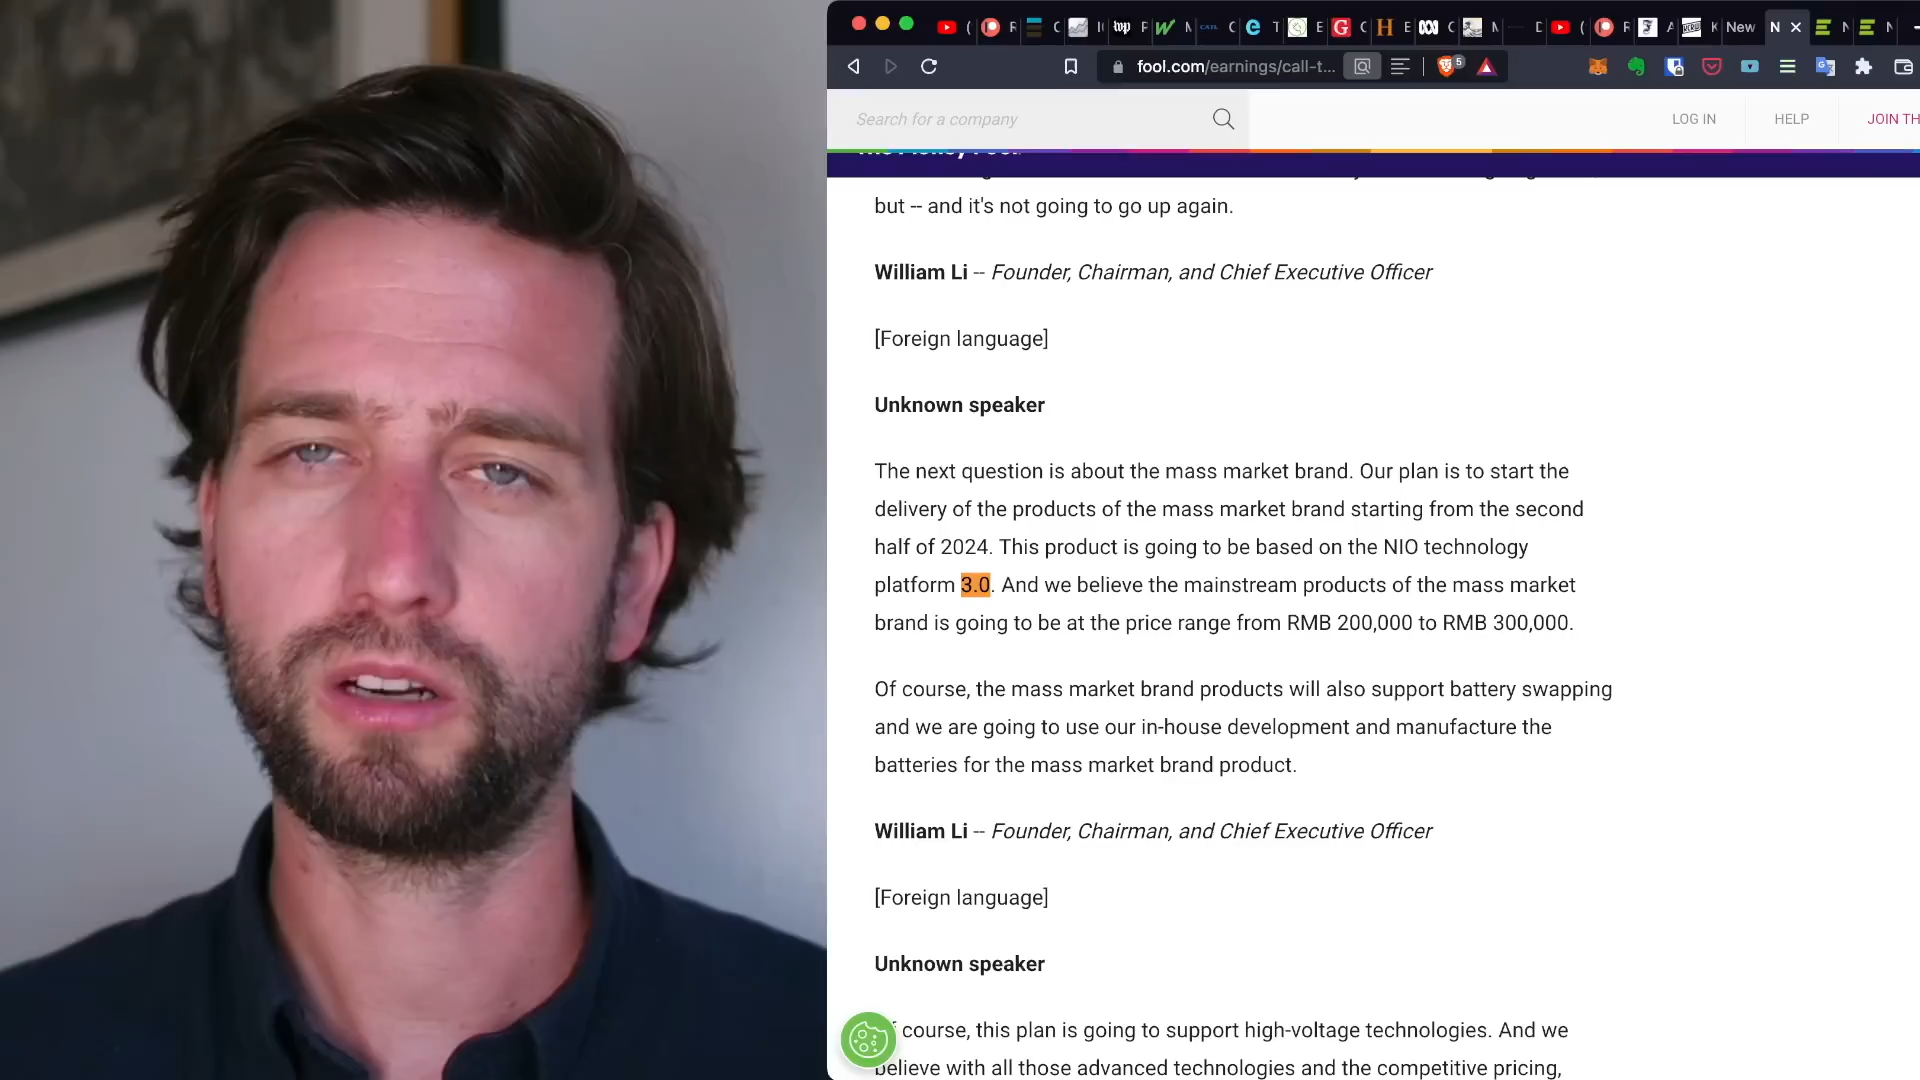 New
fool.com/earnings/call-t...
5
Search for a company
LOG IN
HELP
JOIN TH
but -- and it's not going to go up again.
William Li -- Founder, Chairman, and Chief Executive Officer
[Foreign language]
Unknown speaker
The next question is about the mass market brand. Our plan is to start the
delivery of the products of the mass market brand starting from the second
half of 2024. This product is going to be based on the NIO technology
platform 3.0. And we believe the mainstream products of the mass market
brand is going to be at the price range from RMB 200,000 to RMB 300,000.
Of course, the mass market brand products will also support battery swapping
and we are going to use our in-house development and manufacture the
batteries for the mass market brand product.
William Li -- Founder, Chairman, and Chief Executive Officer
[Foreign language]
Unknown speaker
course, this plan is going to support high-voltage technologies. And we
believe with all those advanced technologies and the competitive pricing,